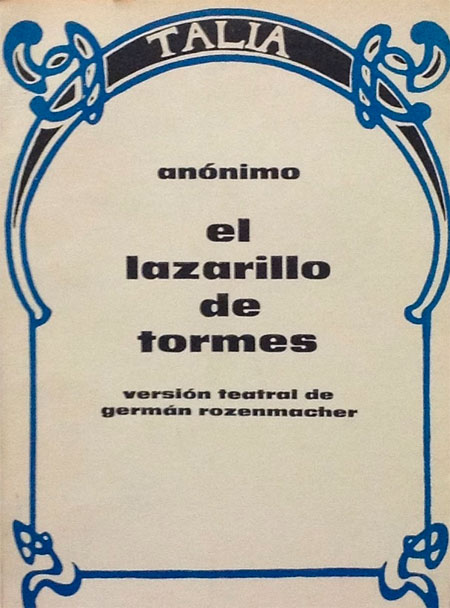 TALIA
anónimo
el
lazarillo
de
tormes
versión teatral de
germán rozenmacher